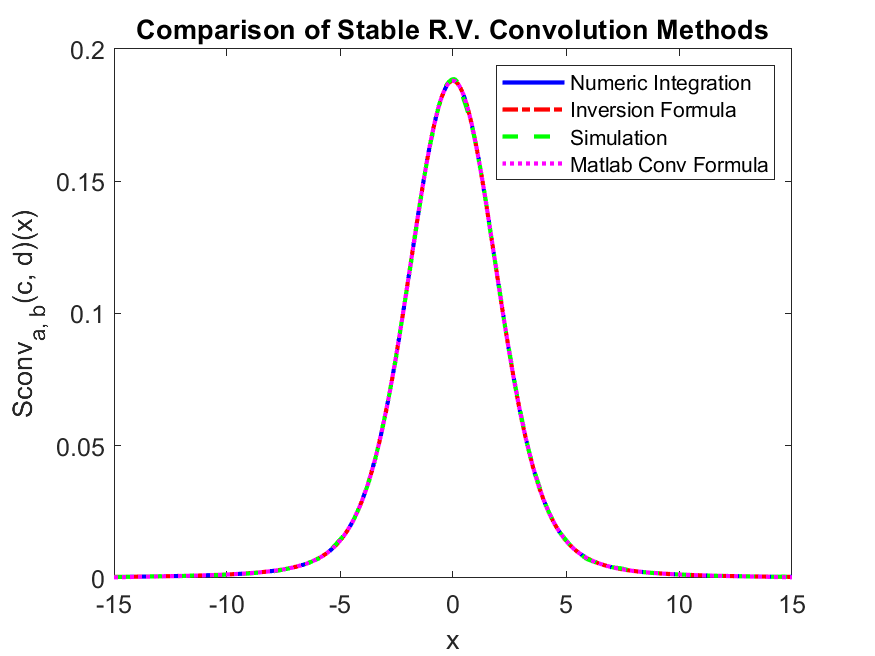 Comparison of Stable R.V. Convolution Methods
0.2
0.15
0.1
0.05
0
Sconv_{a, b}(c, d)(x)
Numeric Integration
Inversion Formula
Simulation
Matlab Conv Formula
-15 -10 -5 0 5 10 15
x